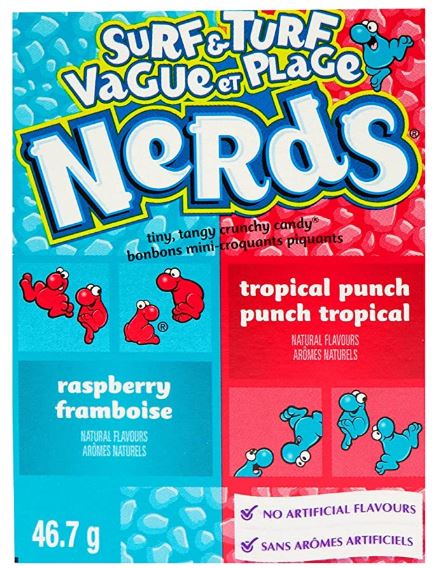 SURF & TURF
VAGUE ET PLAGE
NeRdS®
tiny, tangy crunchy candy®
bonbons mini-croquants piquants
tropical punch
punch tropical
NATURAL FLAVOURS
ARÔMES NATURELS
®
raspberry
framboise
NATURAL FLAVOURS
ARÔMES NATURELS
NO ARTIFICIAL FLAVOURS
SANS ARÔMES ARTIFICIELS
46.7 g